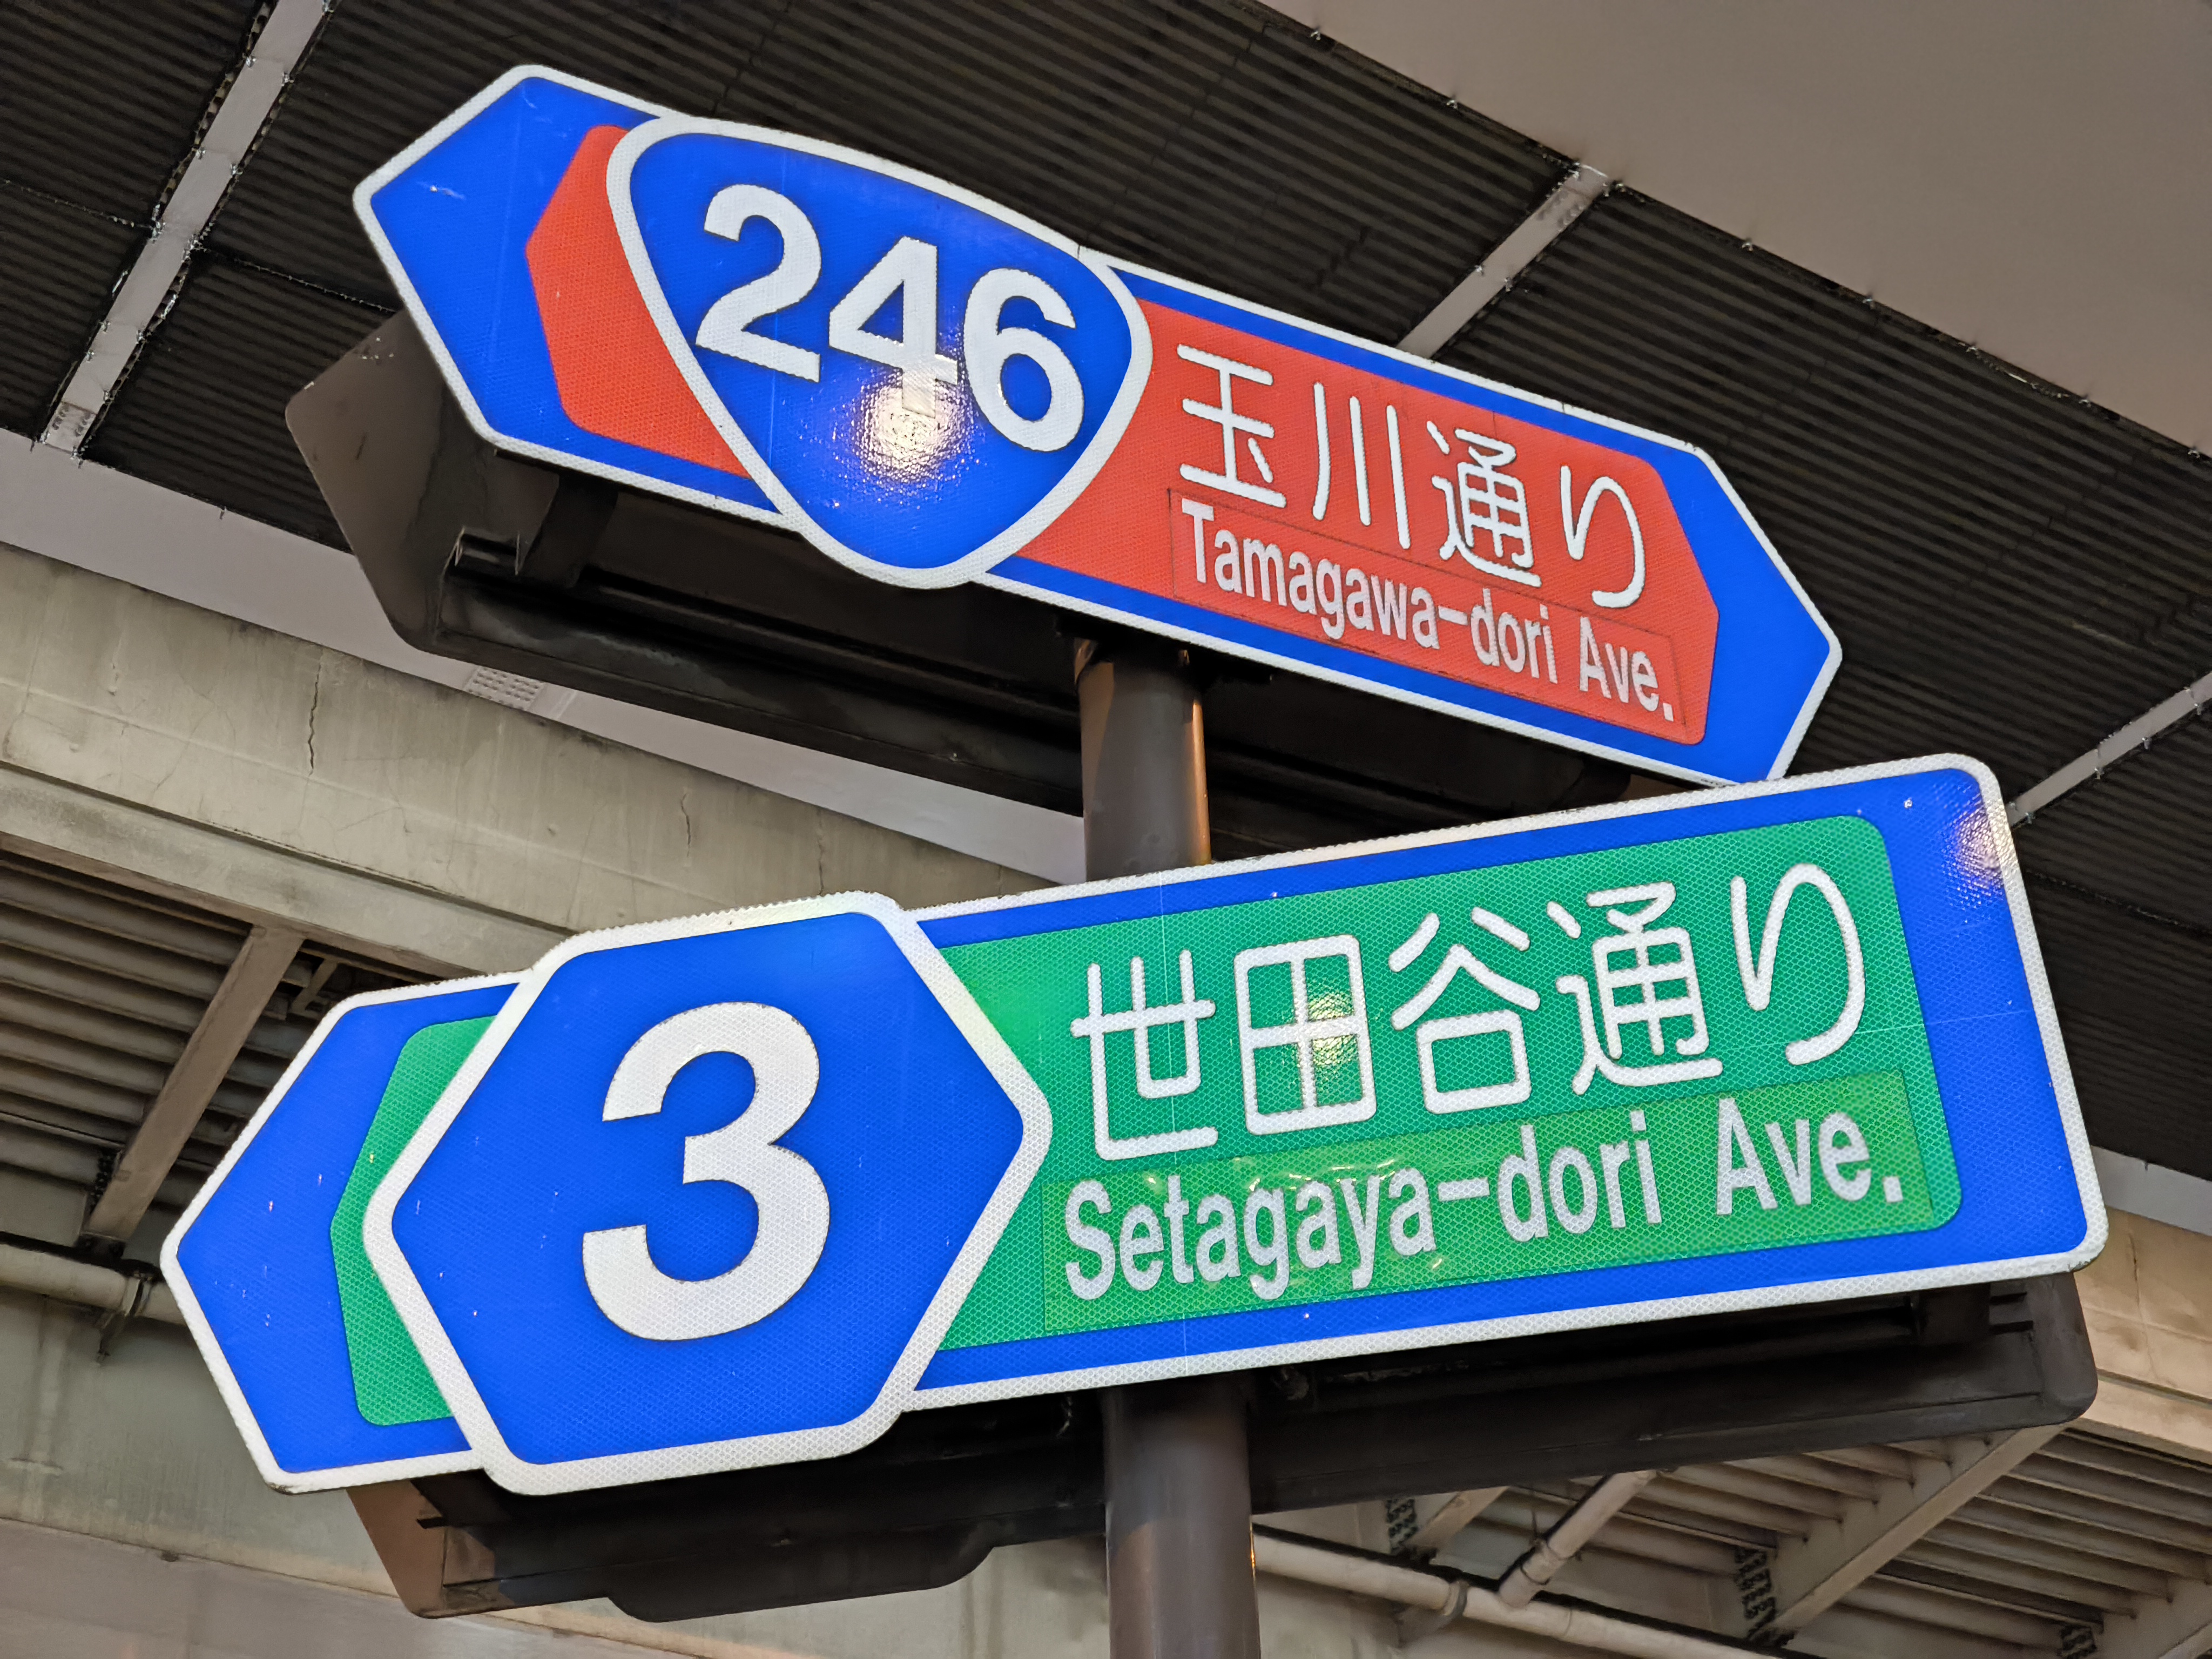 246
玉川通り
Tamagawa-dori Ave.
3
世田谷通り
Setagaya-dori Ave.